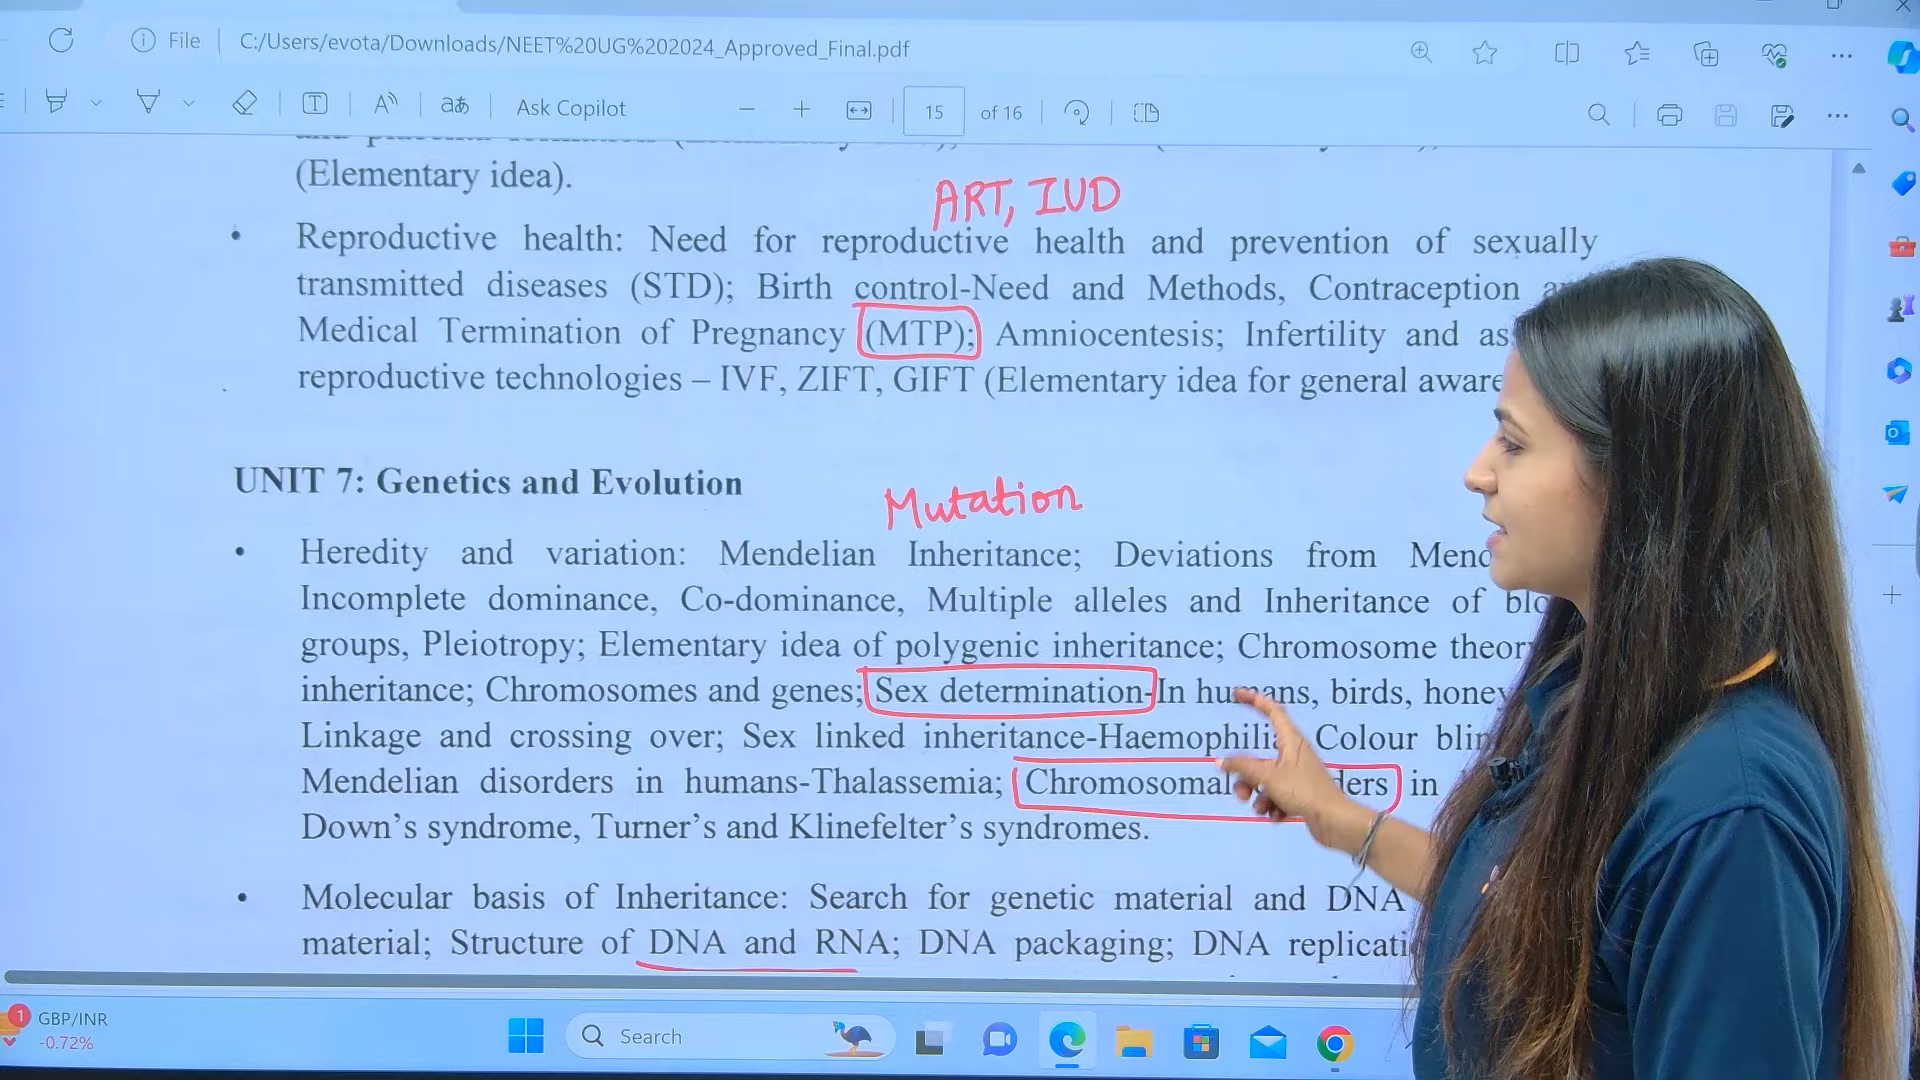 File
C:/Users/evota/Downloads/NEET%20UG%202024_Approved_Final.pdf
aあ Ask Copilot
15 of 16
(Elementary idea).
ART, IUD
Reproductive health: Need for reproductive health and prevention of sexually
transmitted diseases (STD); Birth control-Need and Methods, Contraception
Medical Termination of Pregnancy (MTP); Amniocentesis; Infertility and
reproductive technologies – IVF, ZIFT, GIFT (Elementary idea for general
UNIT 7: Genetics and Evolution
Mutation
Heredity and variation: Mendelian Inheritance; Deviations from
Incomplete dominance, Co-dominance, Multiple alleles and Inheritance of
groups, Pleiotropy; Elementary idea of polygenic inheritance; Chromosome
inheritance; Chromosomes and genes; Sex determination-In humans, birds,
Linkage and crossing over; Sex linked inheritance-Haemophilia, Colour
Mendelian disorders in humans-Thalassemia; Chromosomal in
Down's syndrome, Turner's and Klinefelter's syndromes.
Molecular basis of Inheritance: Search for genetic material and DNA
material; Structure of DNA and RNA; DNA packaging; DNA
1 GBP/INR
-0.72%
Search